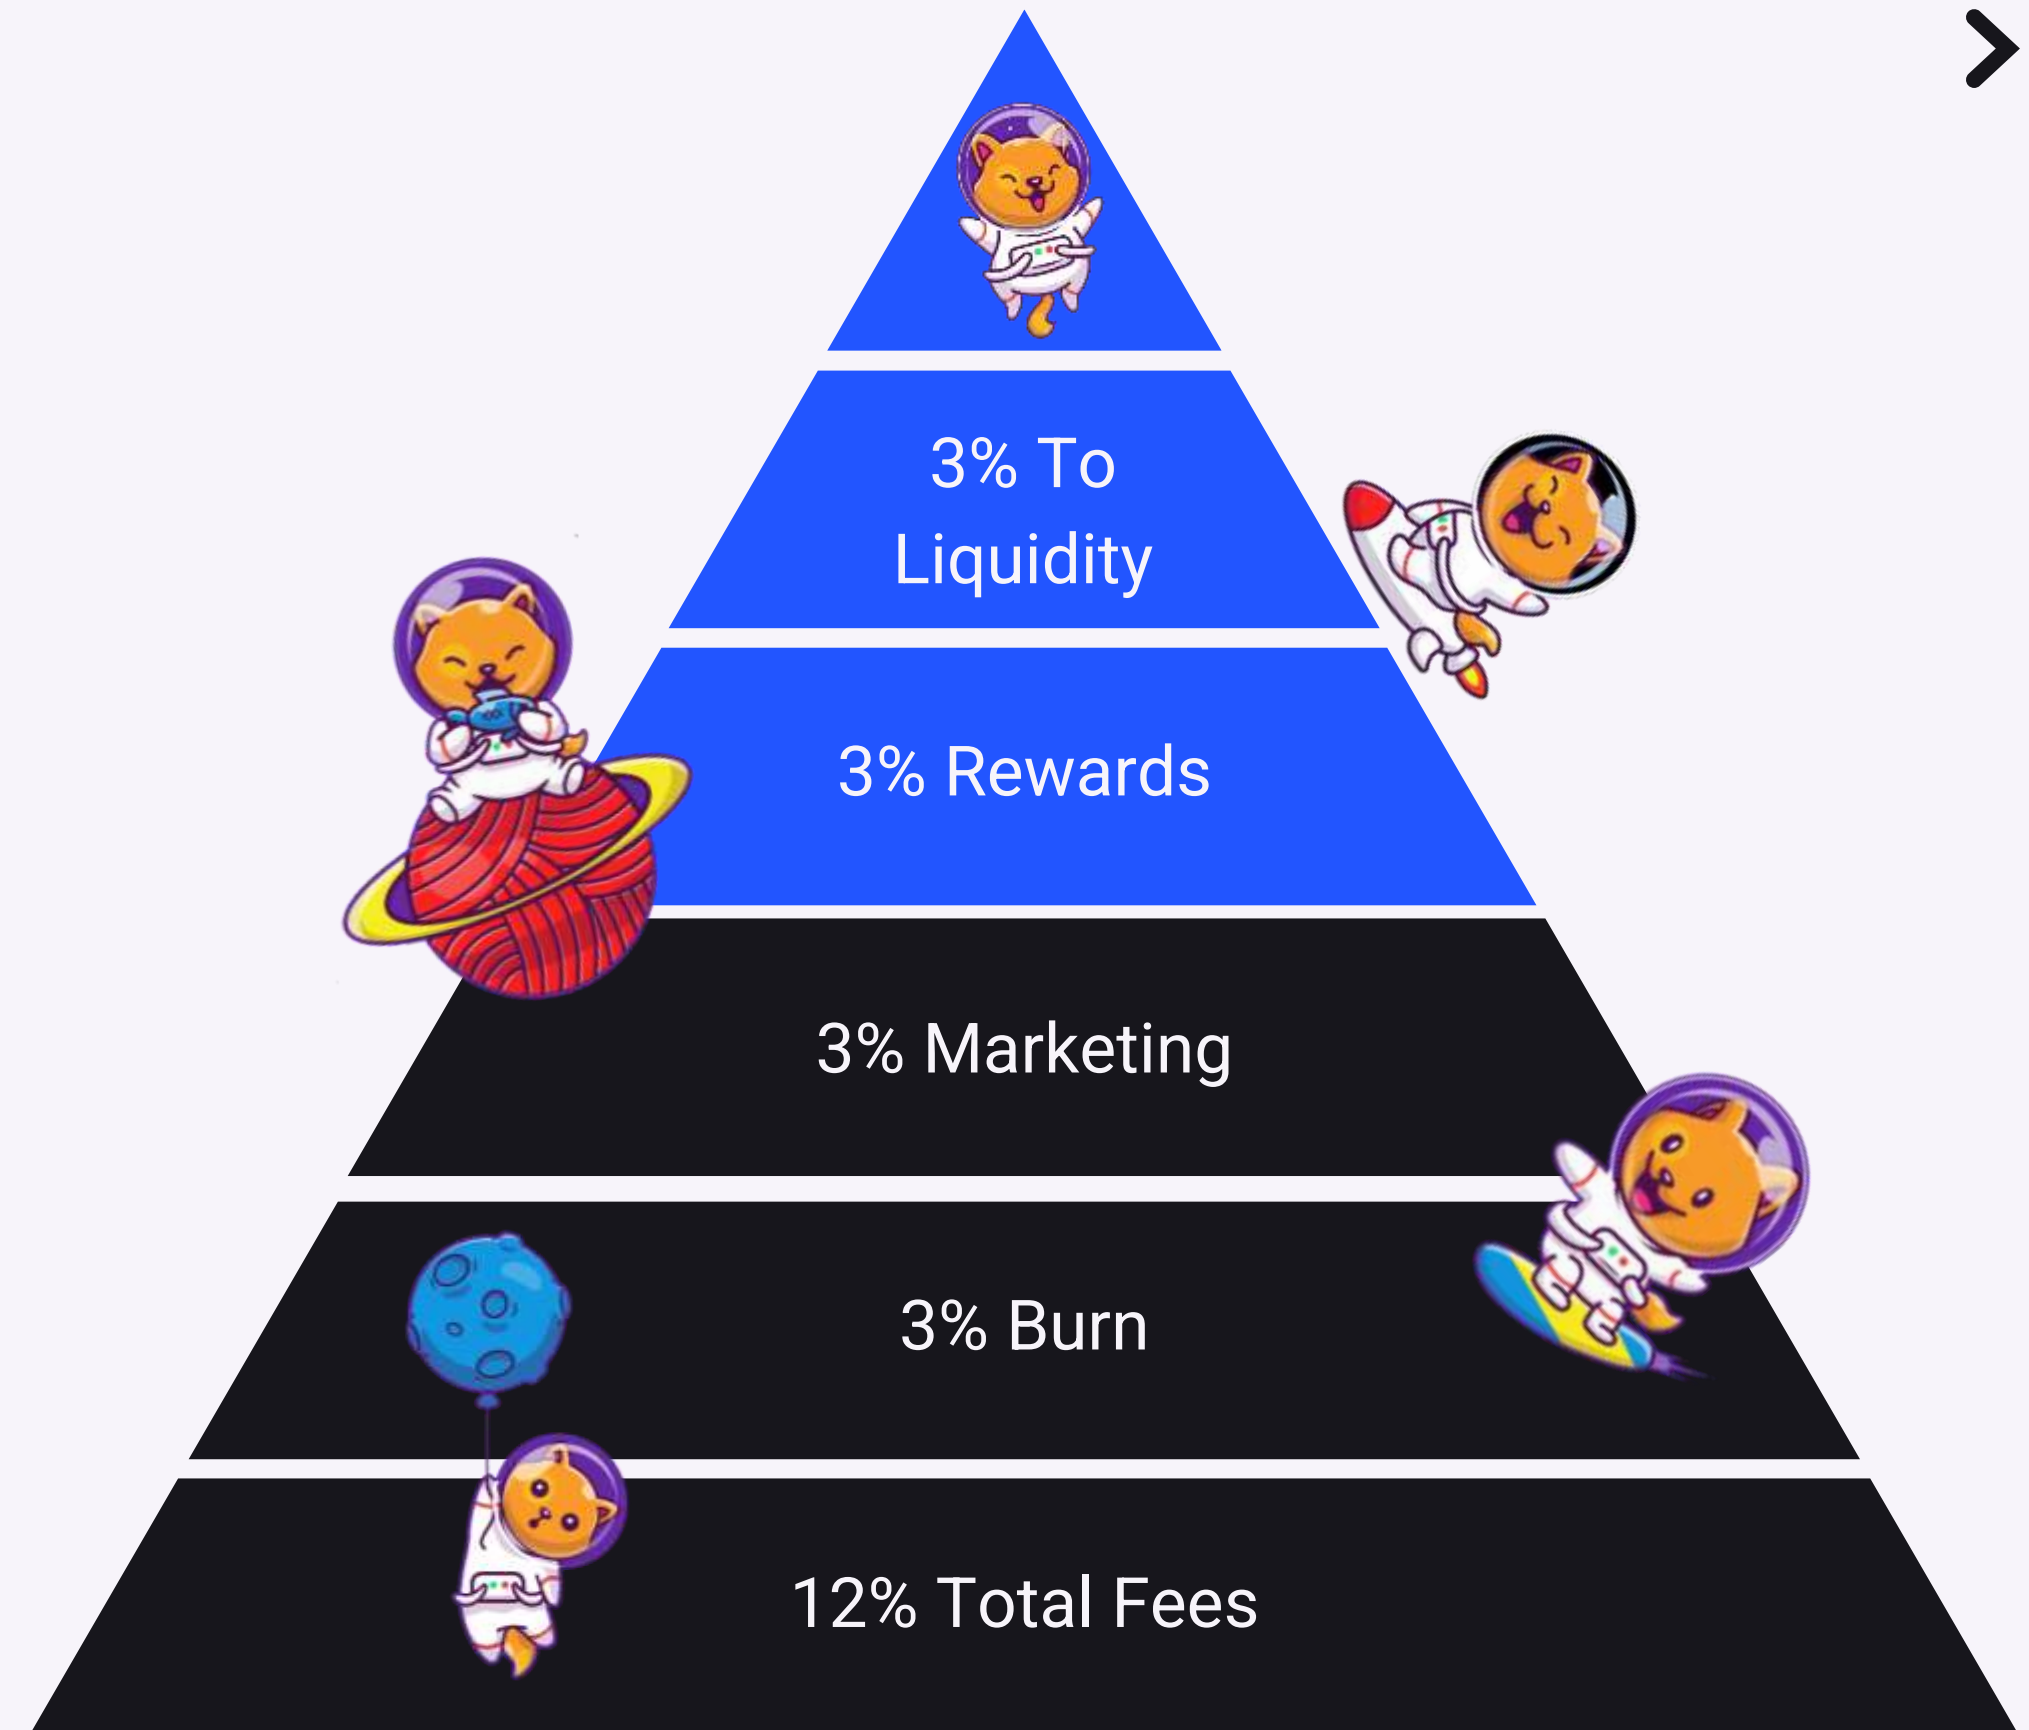 3% To
Liquidity
3% Rewards
3% Marketing
3% Burn
12% Total Fees